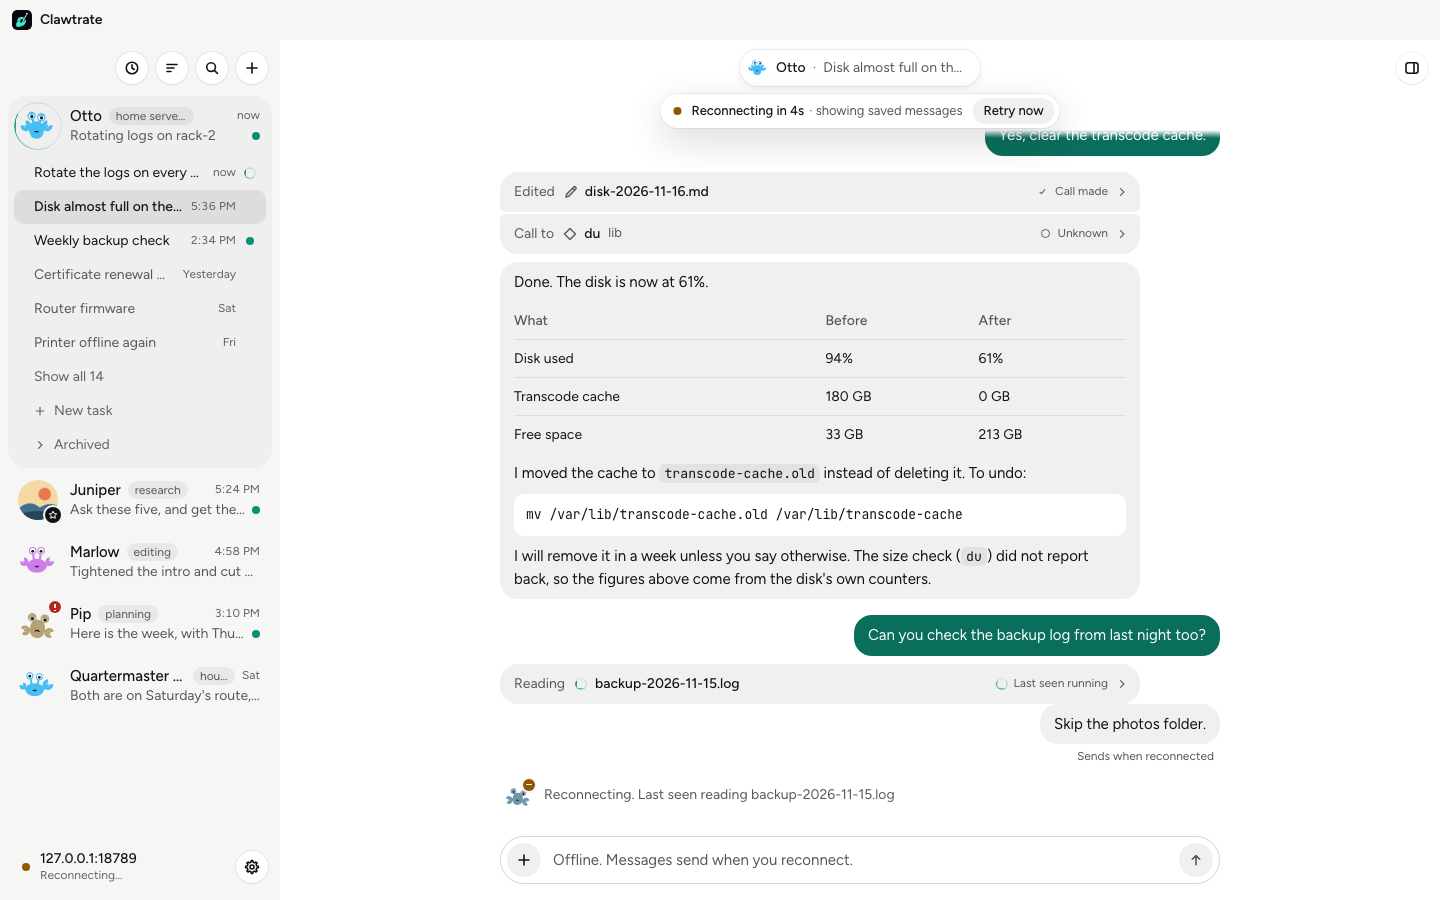 Clawtrate
Otto home serve... now
Rotating logs on rack-2
Rotate the logs on every ... now
Disk almost full on the... 5:36 PM
Weekly backup check 2:34 PM
Certificate renewal ... Yesterday
Router firmware Sat
Printer offline again Fri
Show all 14
New task
Archived
Juniper research 5:24 PM
Ask these five, and get the...
Marlow editing 4:58 PM
Tightened the intro and cut ...
Pip planning 3:10 PM
Here is the week, with Thu...
Quartermaster ... hou... Sat
Both are on Saturday's route,...
127.0.0.1:18789
Reconnecting...
Otto · Disk almost full on th...
Reconnecting in 4s · showing saved messages Retry now
Yes, clear the transcode cache.
Edited disk-2026-11-16.md Call made
Call to du lib Unknown
Done. The disk is now at 61%.
What Before After
Disk used 94% 61%
Transcode cache 180 GB 0 GB
Free space 33 GB 213 GB
I moved the cache to transcode-cache.old instead of deleting it. To undo:
mv /var/lib/transcode-cache.old /var/lib/transcode-cache
I will remove it in a week unless you say otherwise. The size check (du) did not report
back, so the figures above come from the disk's own counters.
Can you check the backup log from last night too?
Reading backup-2026-11-15.log Last seen running
Skip the photos folder.
Sends when reconnected
Reconnecting. Last seen reading backup-2026-11-15.log
Offline. Messages send when you reconnect.